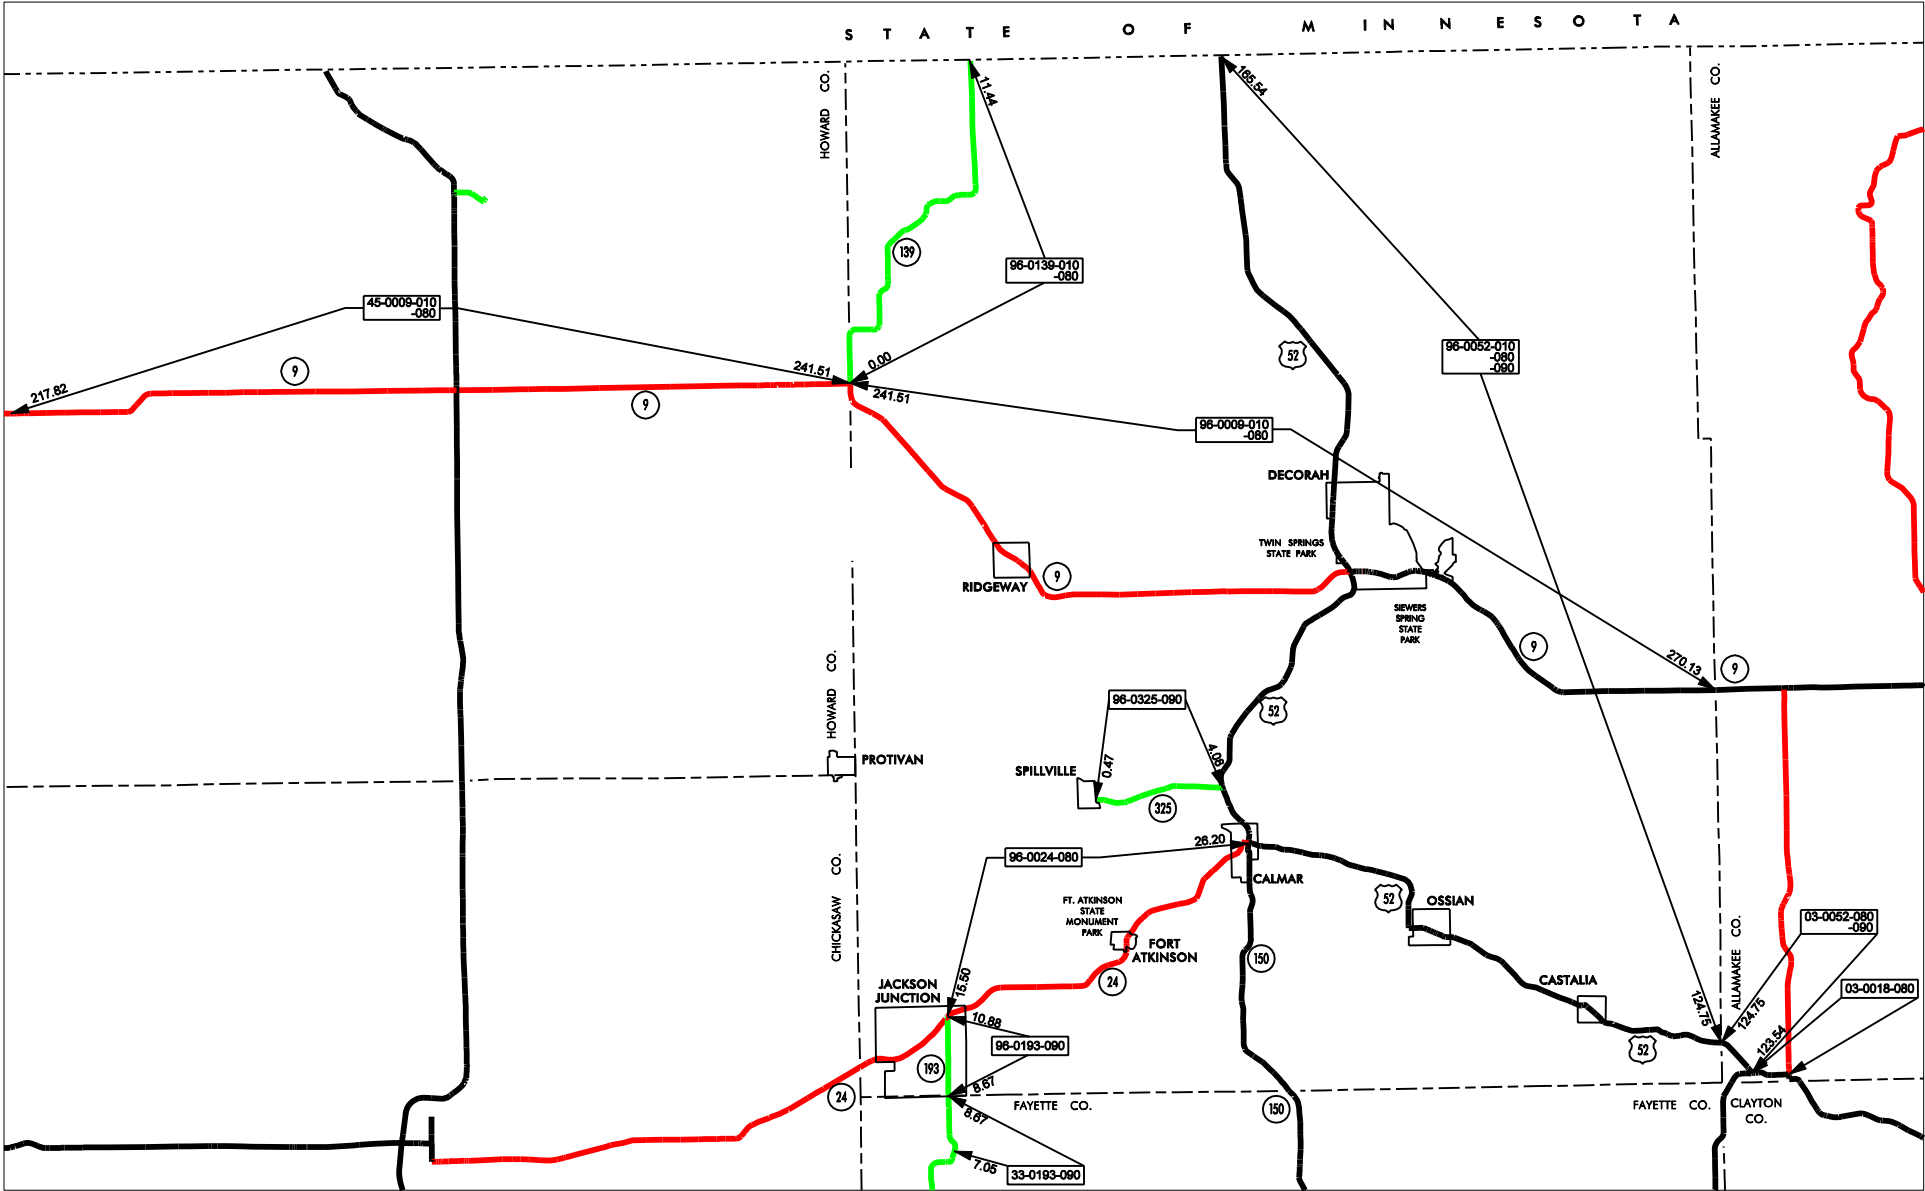 STATE OF MINNESOTA
HOWARD CO.
ALLAMAKEE CO.
11.44
165.54
139
96-0139-010
-080
45-0009-010
-080
96-0052-010
-080
-090
52
9
217.82
9
241.51
0.00
241.51
96-0009-010
-080
DECORAH
TWIN SPRINGS
STATE PARK
RIDGEWAY
9
SIEWERS
SPRING
STATE
PARK
9
270.13
9
HOWARD CO.
96-0325-090
52
PROTIVAN
SPILLVILLE
0.47
4.08
325
26.20
96-0024-080
CHICKASAW CO.
CALMAR
52
OSSIAN
FT. ATKINSON
STATE
MONUMENT
PARK
FORT
ATKINSON
150
24
ALLAMAKEE CO.
03-0052-080
-090
CASTALIA
03-0018-080
JACKSON
JUNCTION
15.50
10.88
96-0193-090
193
8.67
124.75
124.75
123.54
52
24
FAYETTE CO.
150
FAYETTE CO.
CLAYTON
CO.
8.67
7.05
33-0193-090